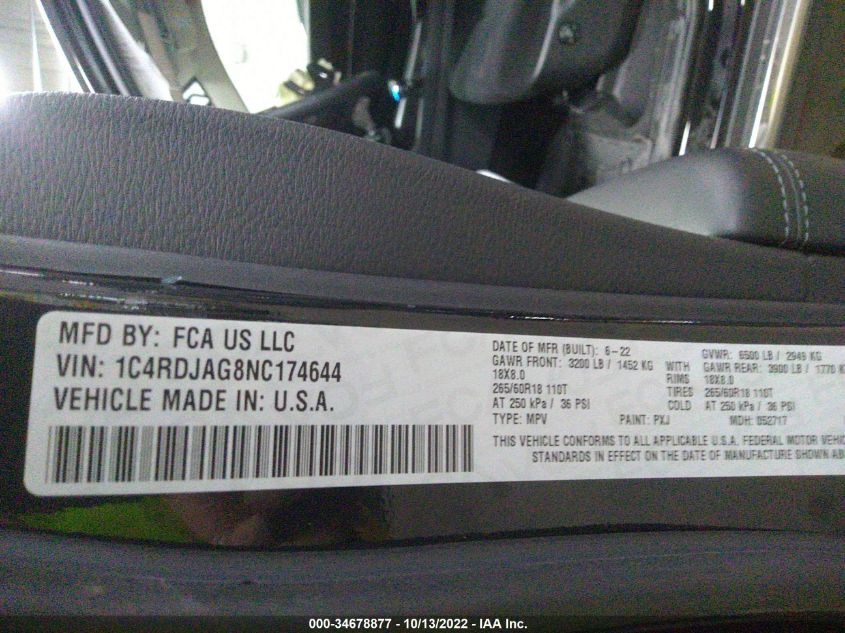 MFD BY: FCA US LLC
VIN: 1C4RDJAG8NC174644
VEHICLE MADE IN: U.S.A.
DATE OF MFR (BUILT): 6-22 GVWR: 6500 LB / 2949 KG
GAWR FRONT: 3200 LB / 1452 KG WITH GAWR REAR: 3900 LB / 1770 KG
18X8.0 RIMS 18X8.0
265/60R18 110T TIRES 265/60R18 110T
AT 250 kPa / 36 PSI COLD AT 250 kPa / 36 PSI
TYPE: MPV PAINT: PXJ MDH: 052717
THIS VEHICLE CONFORMS TO ALL APPLICABLE U.S.A. FEDERAL MOTOR
STANDARDS IN EFFECT ON THE DATE OF MANUFACTURE SHOWN
000-34678877 - 10/13/2022 - IAA Inc.